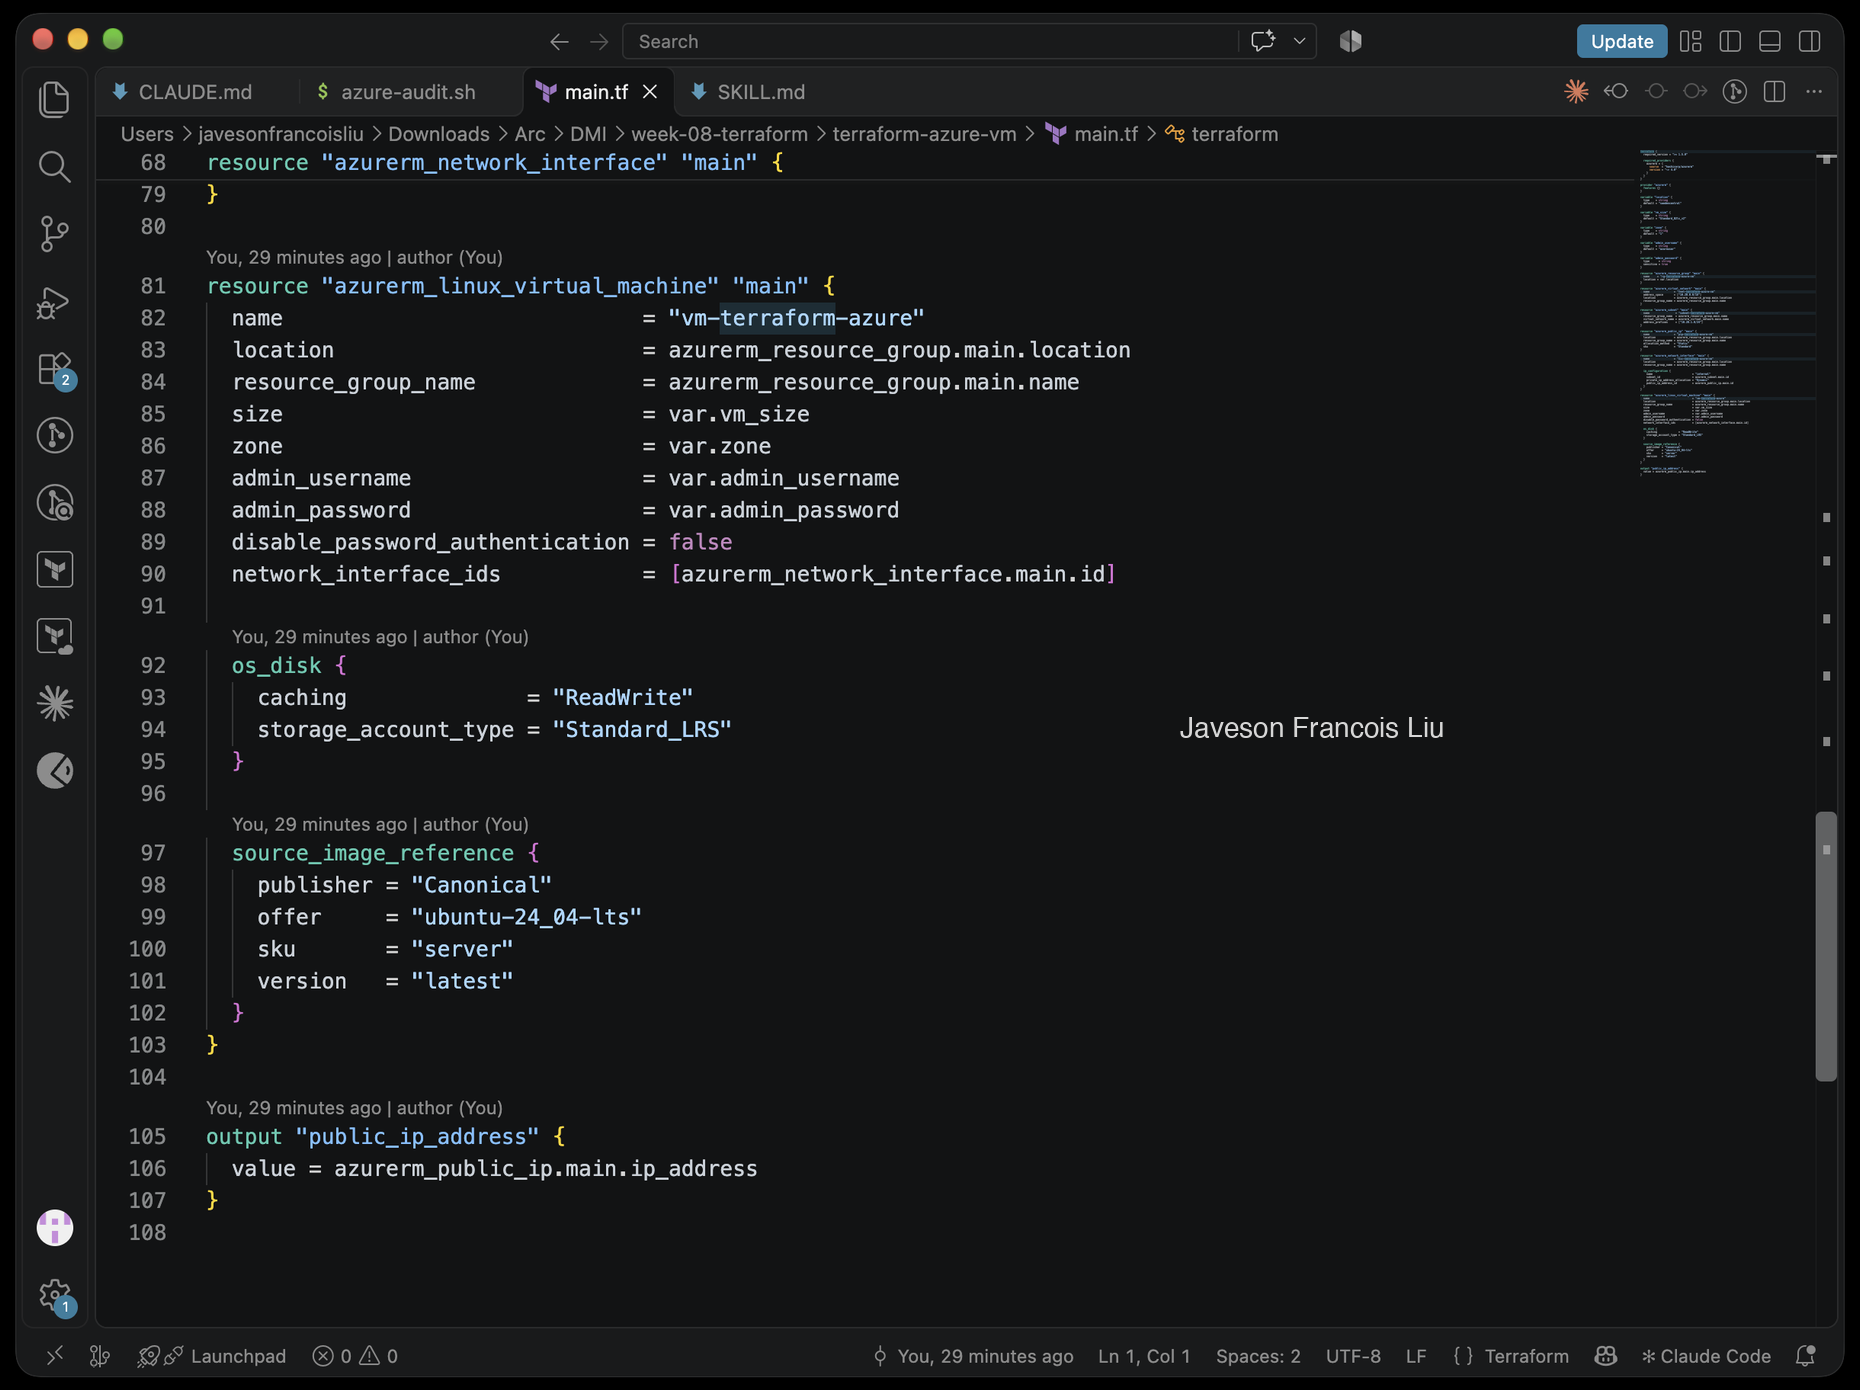 Search
Update
CLAUDE.md
$ azure-audit.sh
main.tf
SKILL.md
Users > javesonfrancoisliu > Downloads > Arc > DMI > week-08-terraform > terraform-azure-vm > main.tf > terraform
68 resource "azurerm_network_interface" "main" {
79 }
80
You, 29 minutes ago | author (You)
81 resource "azurerm_linux_virtual_machine" "main" {
82 name = "vm-terraform-azure"
83 location = azurerm_resource_group.main.location
84 resource_group_name = azurerm_resource_group.main.name
85 size = var.vm_size
86 zone = var.zone
87 admin_username = var.admin_username
88 admin_password = var.admin_password
89 disable_password_authentication = false
90 network_interface_ids = [azurerm_network_interface.main.id]
91
You, 29 minutes ago | author (You)
92 os_disk {
93 caching = "ReadWrite"
94 storage_account_type = "Standard_LRS"
Javeson Francois Liu
95 }
96
You, 29 minutes ago | author (You)
97 source_image_reference {
98 publisher = "Canonical"
99 offer = "ubuntu-24_04-lts"
100 sku = "server"
101 version = "latest"
102 }
103 }
104
You, 29 minutes ago | author (You)
105 output "public_ip_address" {
106 value = azurerm_public_ip.main.ip_address
107 }
108
2
1
Launchpad
0 0
You, 29 minutes ago
Ln 1, Col 1
Spaces: 2
UTF-8
LF
{ } Terraform
Claude Code